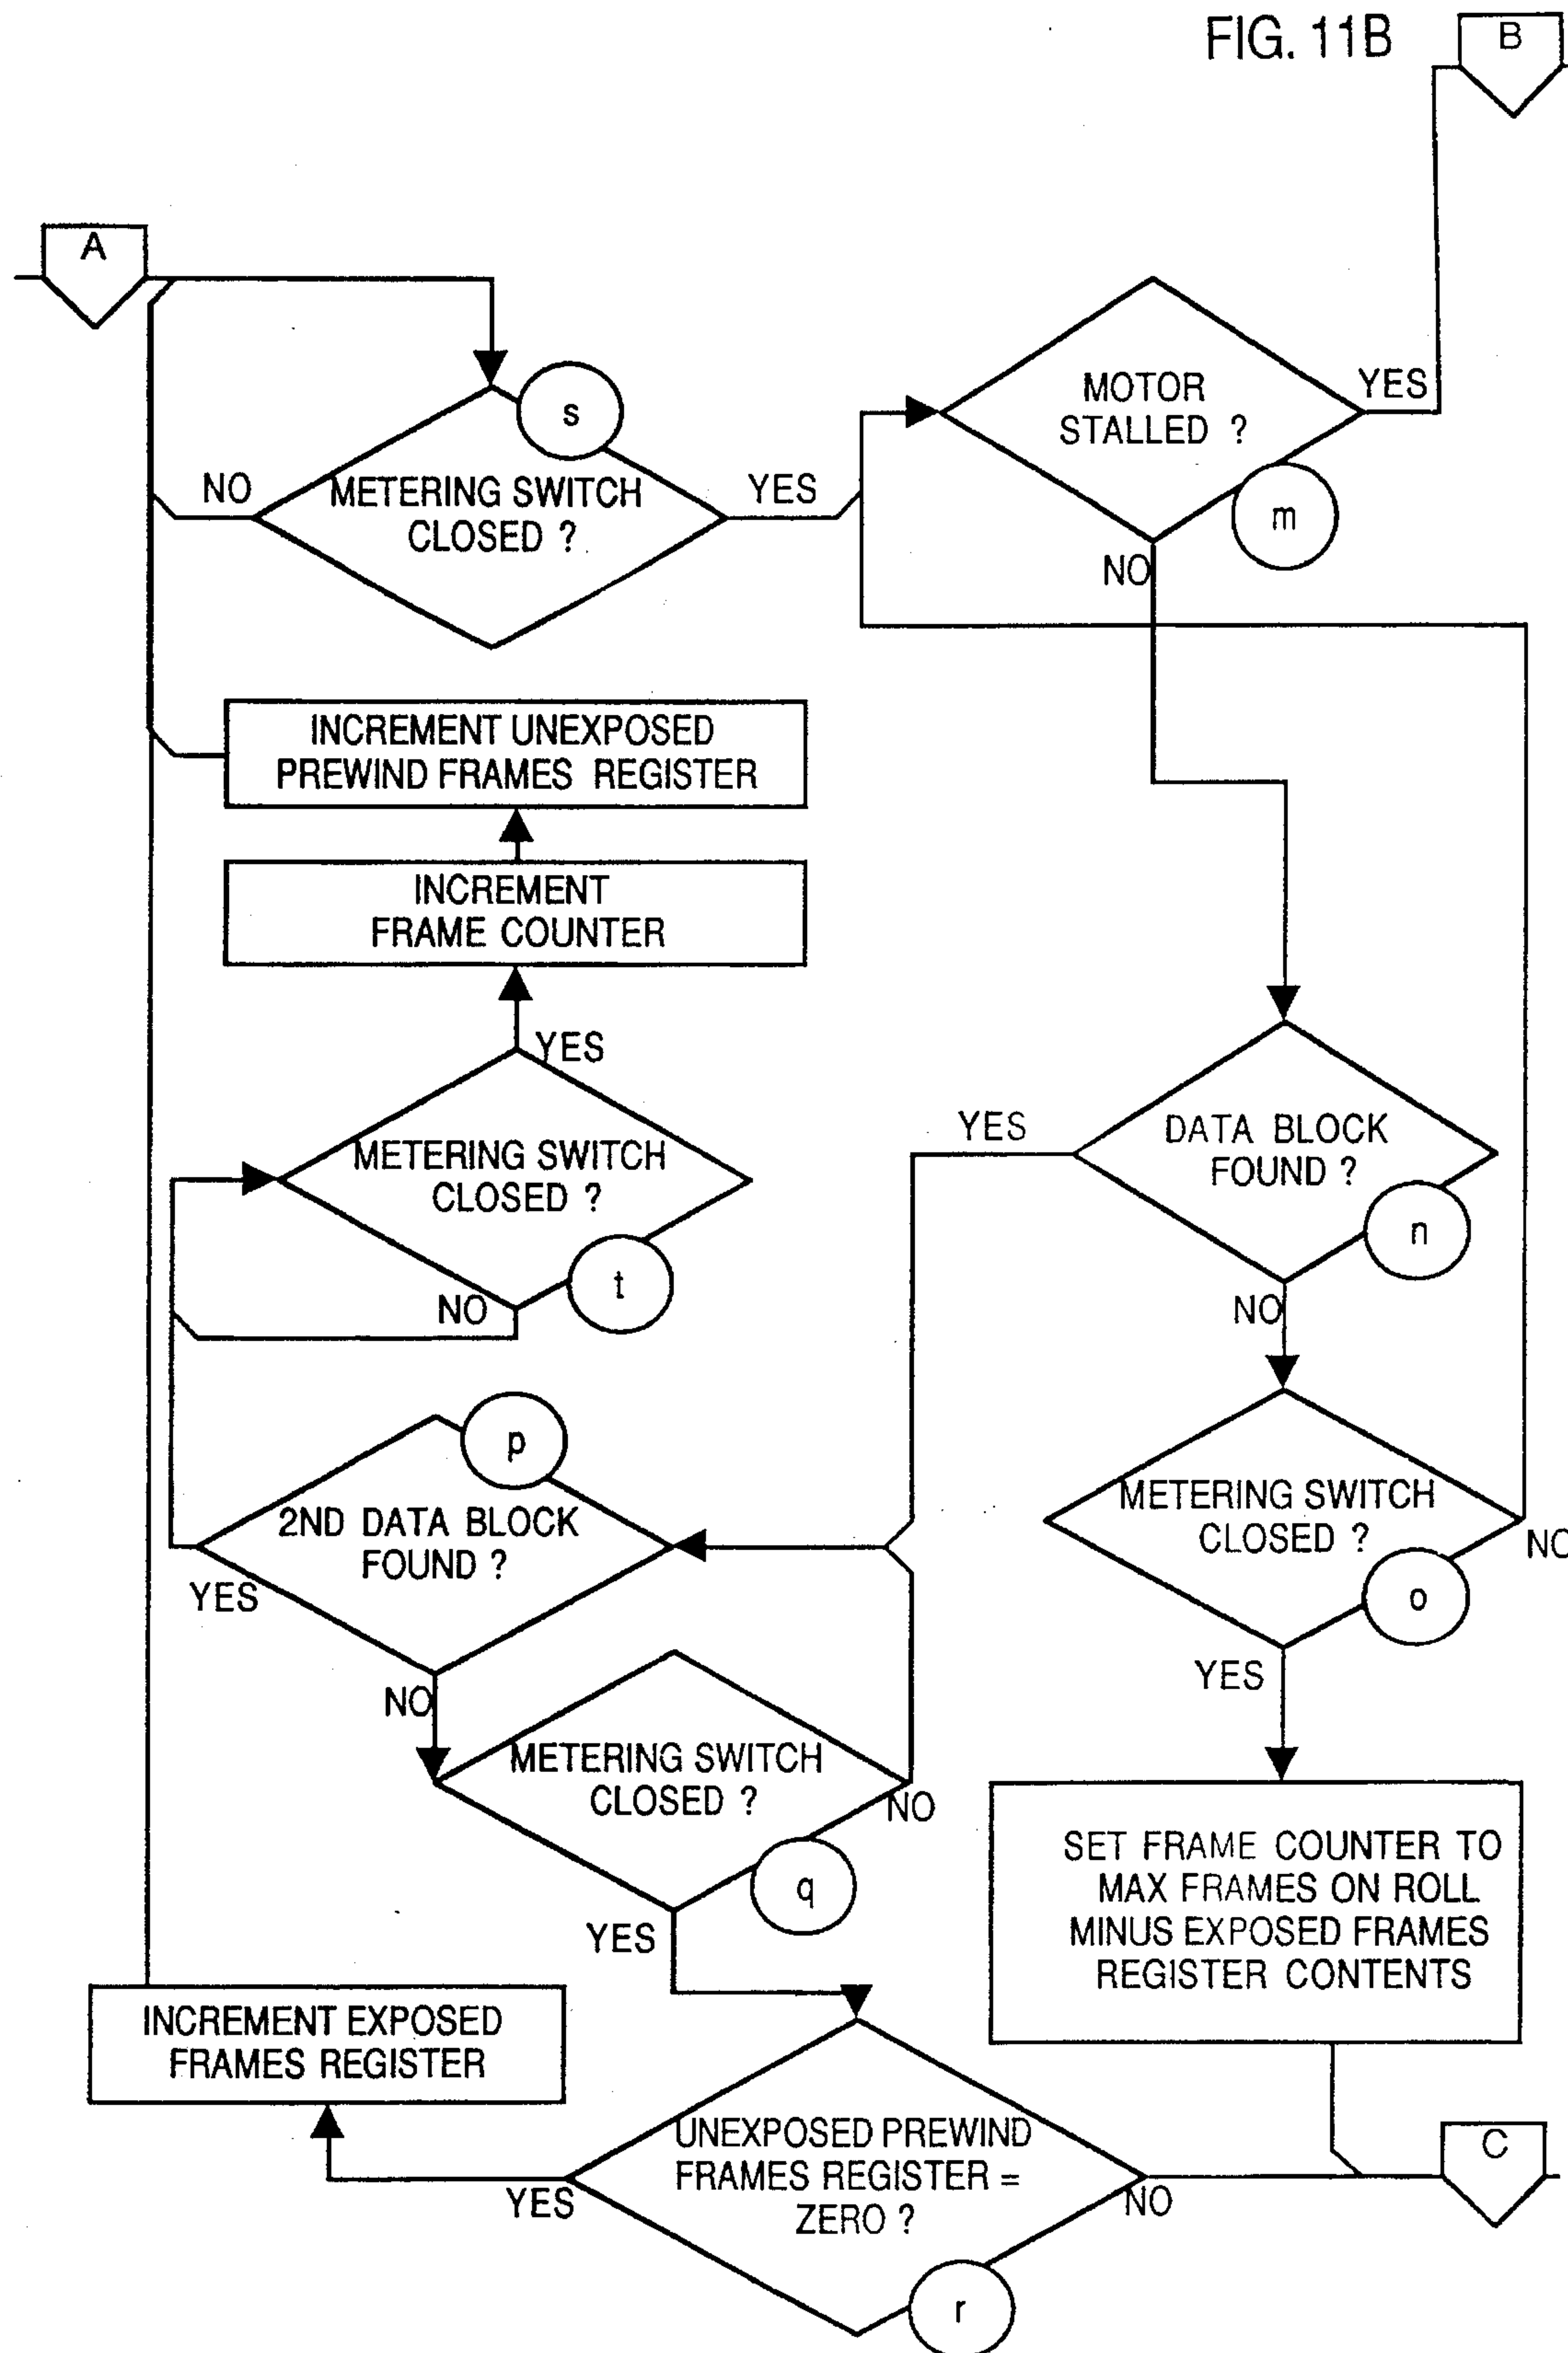 FIG. 11B
B
A
s
METERING SWITCH
CLOSED ?
NO
YES
MOTOR
STALLED ?
YES
m
NO
INCREMENT UNEXPOSED
PREWIND FRAMES REGISTER
INCREMENT
FRAME COUNTER
YES
METERING SWITCH
CLOSED ?
t
NO
YES
DATA BLOCK
FOUND ?
n
NO
p
2ND DATA BLOCK
FOUND ?
YES
NO
METERING SWITCH
CLOSED ?
NO
o
YES
METERING SWITCH
CLOSED ?
NO
q
YES
SET FRAME COUNTER TO
MAX FRAMES ON ROLL
MINUS EXPOSED FRAMES
REGISTER CONTENTS
INCREMENT EXPOSED
FRAMES REGISTER
UNEXPOSED PREWIND
FRAMES REGISTER =
ZERO ?
YES
NO
r
C